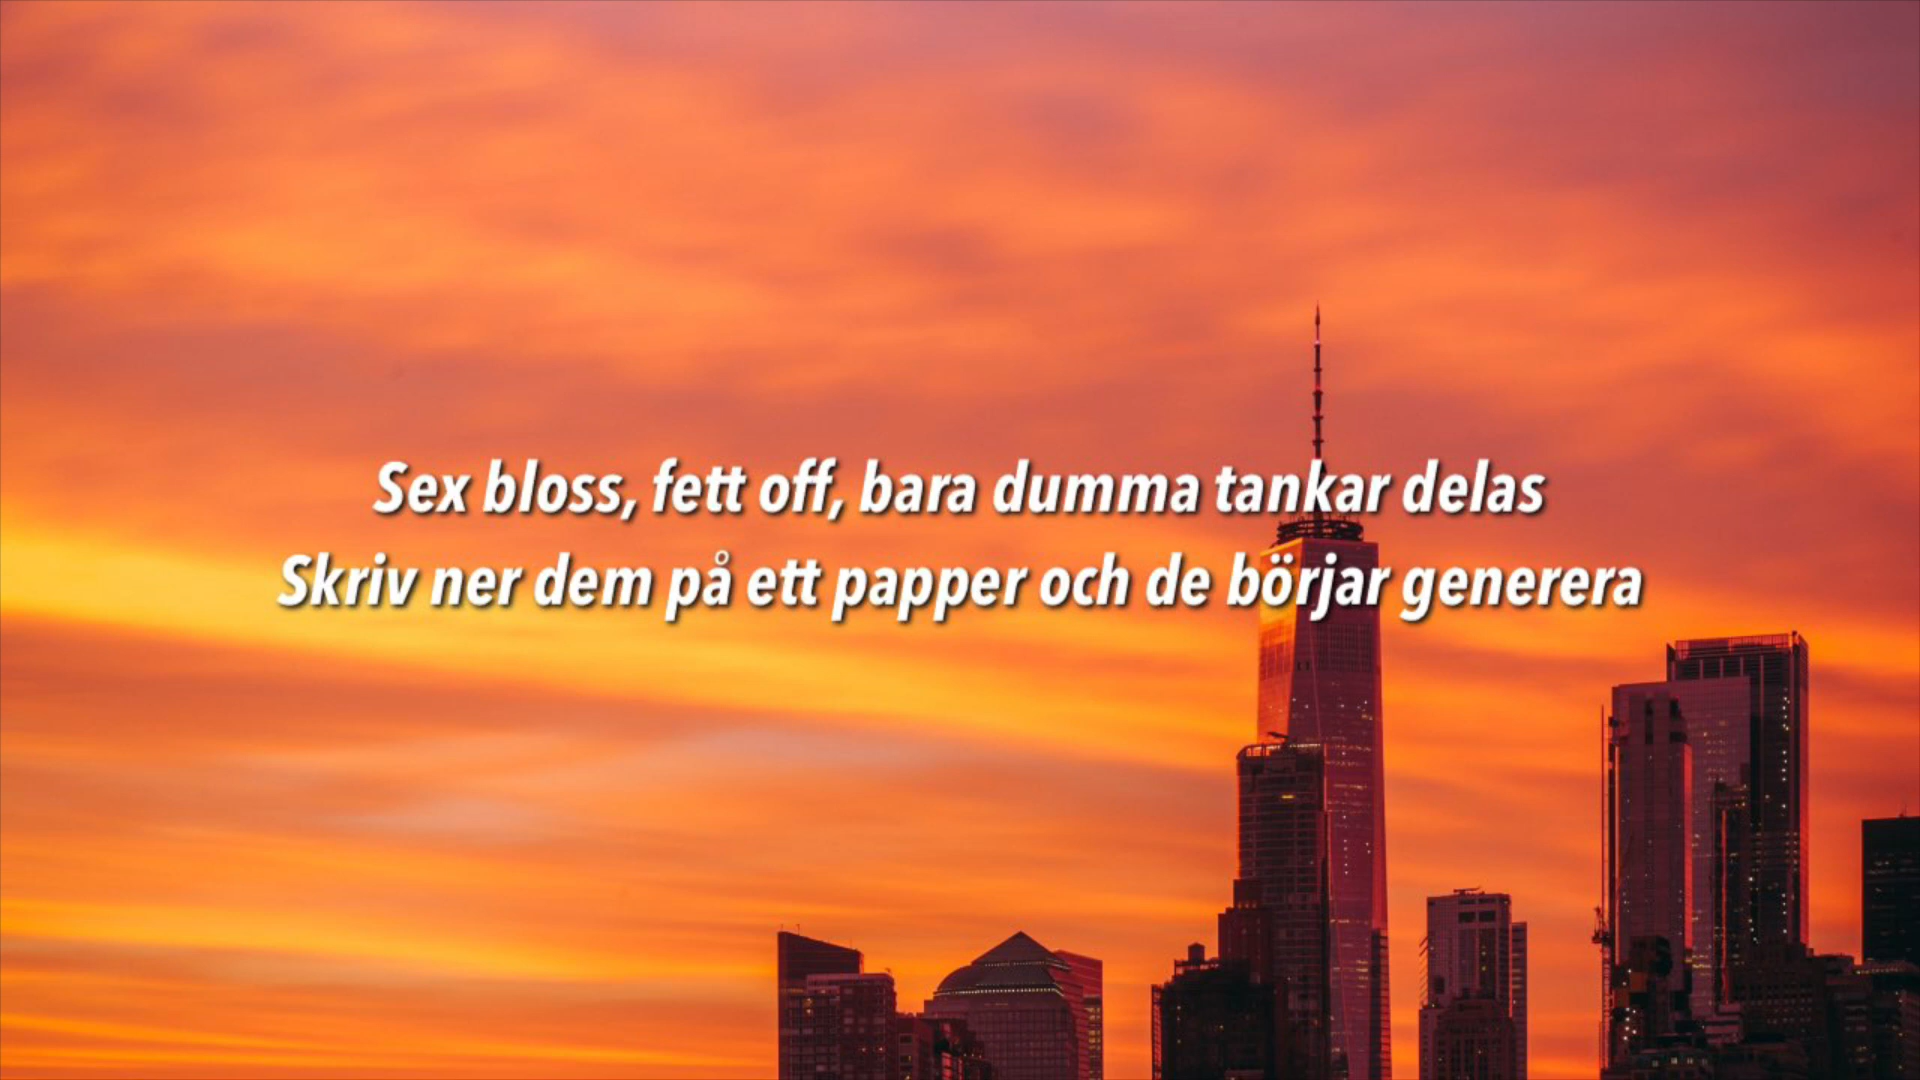 Sex bloss, fett off, bara dumma tankar delas
Skriv ner dem på ett papper och de börjar generera